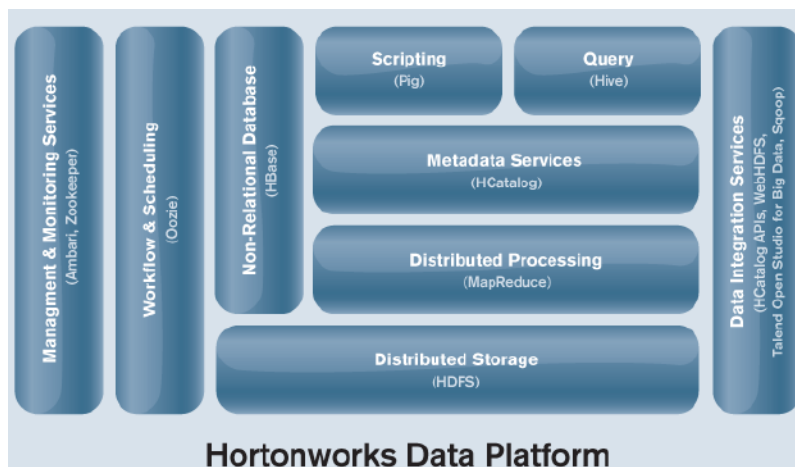 Managment & Monitoring Services
(Ambari, Zookeeper)
Workflow & Scheduling
(Oozie)
Non-Relational Database
(HBase)
Scripting
(Pig)
Query
(Hive)
Metadata Services
(HCatalog)
Distributed Processing
(MapReduce)
Distributed Storage
(HDFS)
Data Integration Services
(HCatalog APIs, WebHDFS,
Talend Open Studio for Big Data, Sqoop)
Hortonworks Data Platform